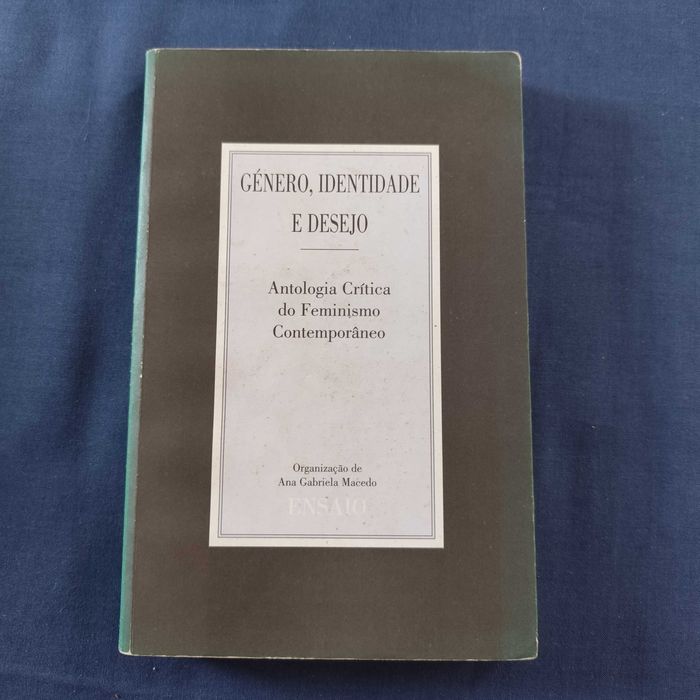 GÉNERO, IDENTIDADE
E DESEJO
Antologia Crítica
do Feminismo
Contemporâneo
Organização de
Ana Gabriela Macedo
ENSAIO